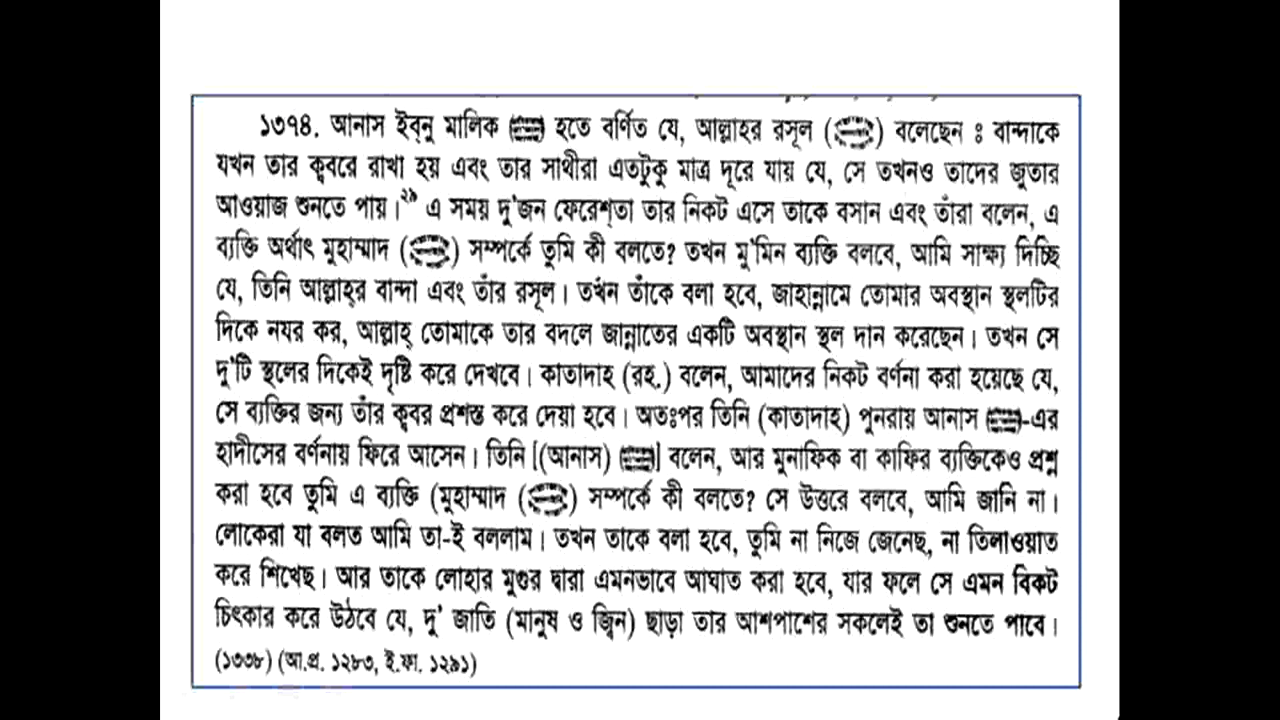 ১৩৭৪. আনাস ইব্‌নু মালিক হতে বর্ণিত যে, আল্লাহর রসূল () বলেছেন ঃ বান্দাকে
যখন তার ক্ববরে রাখা হয় এবং তার সাথীরা এতটুকু মাত্র দূরে যায় যে, সে তখনও তাদের জুতার
আওয়াজ শুনতে পায়।২৯ এ সময় দু'জন ফেরেশ্‌তা তার নিকট এসে তাকে বসান এবং তাঁরা বলেন, এ
ব্যক্তি অর্থাৎ মুহাম্মাদ () সম্পর্কে তুমি কী বলতে? তখন মু'মিন ব্যক্তি বলবে, আমি সাক্ষ্য দিচ্ছি
যে, তিনি আল্লাহ্‌র বান্দা এবং তাঁর রসূল। তখন তাঁকে বলা হবে, জাহান্নামে তোমার অবস্থান স্থলটির
দিকে নযর কর, আল্লাহ্ তোমাকে তার বদলে জান্নাতের একটি অবস্থান স্থল দান করেছেন। তখন সে
দু'টি স্থলের দিকেই দৃষ্টি করে দেখবে। কাতাদাহ (রহ.) বলেন, আমাদের নিকট বর্ণনা করা হয়েছে যে,
সে ব্যক্তির জন্য তাঁর ক্ববর প্রশস্ত করে দেয়া হবে। অতঃপর তিনি (কাতাদাহ) পুনরায় আনাস -এর
হাদীসের বর্ণনায় ফিরে আসেন। তিনি [(আনাস) ] বলেন, আর মুনাফিক বা কাফির ব্যক্তিকেও প্রশ্ন
করা হবে তুমি এ ব্যক্তি (মুহাম্মাদ () সম্পর্কে কী বলতে? সে উত্তরে বলবে, আমি জানি না।
লোকেরা যা বলত আমি তা-ই বললাম। তখন তাকে বলা হবে, তুমি না নিজে জেনেছ, না তিলাওয়াত
করে শিখেছ। আর তাকে লোহার মুগুর দ্বারা এমনভাবে আঘাত করা হবে, যার ফলে সে এমন বিকট
চিৎকার করে উঠবে যে, দু' জাতি (মানুষ ও জ্বিন) ছাড়া তার আশপাশের সকলেই তা শুনতে পাবে।
(১৩৩৮) (আ.প্র. ১২৮৩, ই.ফা. ১২৯১)